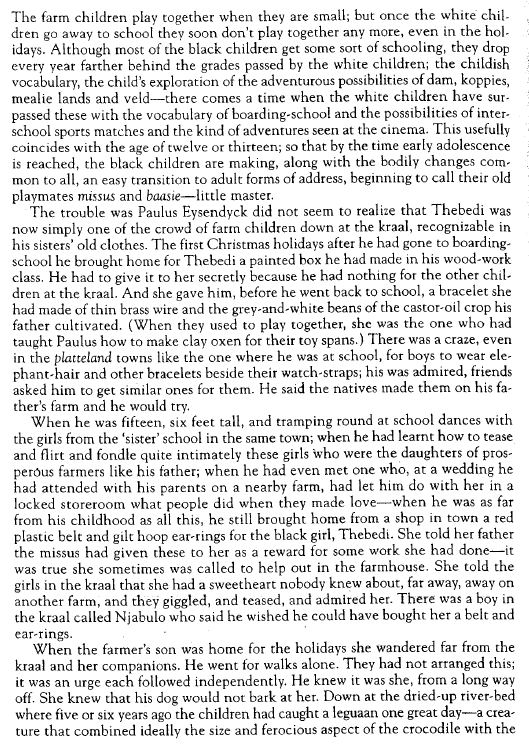 The farm children play together when they are small; but once the white chil-
dren go away to school they soon don't play together any more, even in the hol-
idays. Although most of the black children get some sort of schooling, they drop
every year farther behind the grades passed by the white children; the childish
vocabulary, the child's exploration of the adventurous possibilities of dam, koppies,
mealie lands and veld—there comes a time when the white children have sur-
passed these with the vocabulary of boarding-school and the possibilities of inter-
school sports matches and the kind of adventures seen at the cinema. This usefully
coincides with the age of twelve or thirteen; so that by the time early adolescence
is reached, the black children are making, along with the bodily changes com-
mon to all, an easy transition to adult forms of address, beginning to call their old
playmates missus and baasie—little master.
The trouble was Paulus Eysendyck did not seem to realize that Thebedi was
now simply one of the crowd of farm children down at the kraal, recognizable in
his sisters' old clothes. The first Christmas holidays after he had gone to boarding-
school he brought home for Thebedi a painted box he had made in his wood-work
class. He had to give it to her secretly because he had nothing for the other chil-
dren at the kraal. And she gave him, before he went back to school, a bracelet she
had made of thin brass wire and the grey-and-white beans of the castor-oil crop his
father cultivated. (When they used to play together, she was the one who had
taught Paulus how to make clay oxen for their toy spans.) There was a craze, even
in the platteland towns like the one where he was at school, for boys to wear ele-
phant-hair and other bracelets beside their watch-straps; his was admired, friends
asked him to get similar ones for them. He said the natives made them on his fa-
ther's farm and he would try.
When he was fifteen, six feet tall, and tramping round at school dances with
the girls from the 'sister' school in the same town; when he had learnt how to tease
and flirt and fondle quite intimately these girls who were the daughters of pros-
perous farmers like his father; when he had even met one who, at a wedding he
had attended with his parents on a nearby farm, had let him do with her in a
locked storeroom what people did when they made love—when he was as far
from his childhood as all this, he still brought home from a shop in town a red
plastic belt and gilt hoop ear-rings for the black girl, Thebedi. She told her father
the missus had given these to her as a reward for some work she had done—it
was true she sometimes was called to help out in the farmhouse. She told the
girls in the kraal that she had a sweetheart nobody knew about, far away, away on
another farm, and they giggled, and teased, and admired her. There was a boy in
the kraal called Njabulo who said he wished he could have bought her a belt and
ear-rings.
When the farmer's son was home for the holidays she wandered far from the
kraal and her companions. He went for walks alone. They had not arranged this;
it was an urge each followed independently. He knew it was she, from a long way
off. She knew that his dog would not bark at her. Down at the dried-up river-bed
where five or six years ago the children had caught a leguaan one great day—a crea-
ture that combined ideally the size and ferocious aspect of the crocodile with the